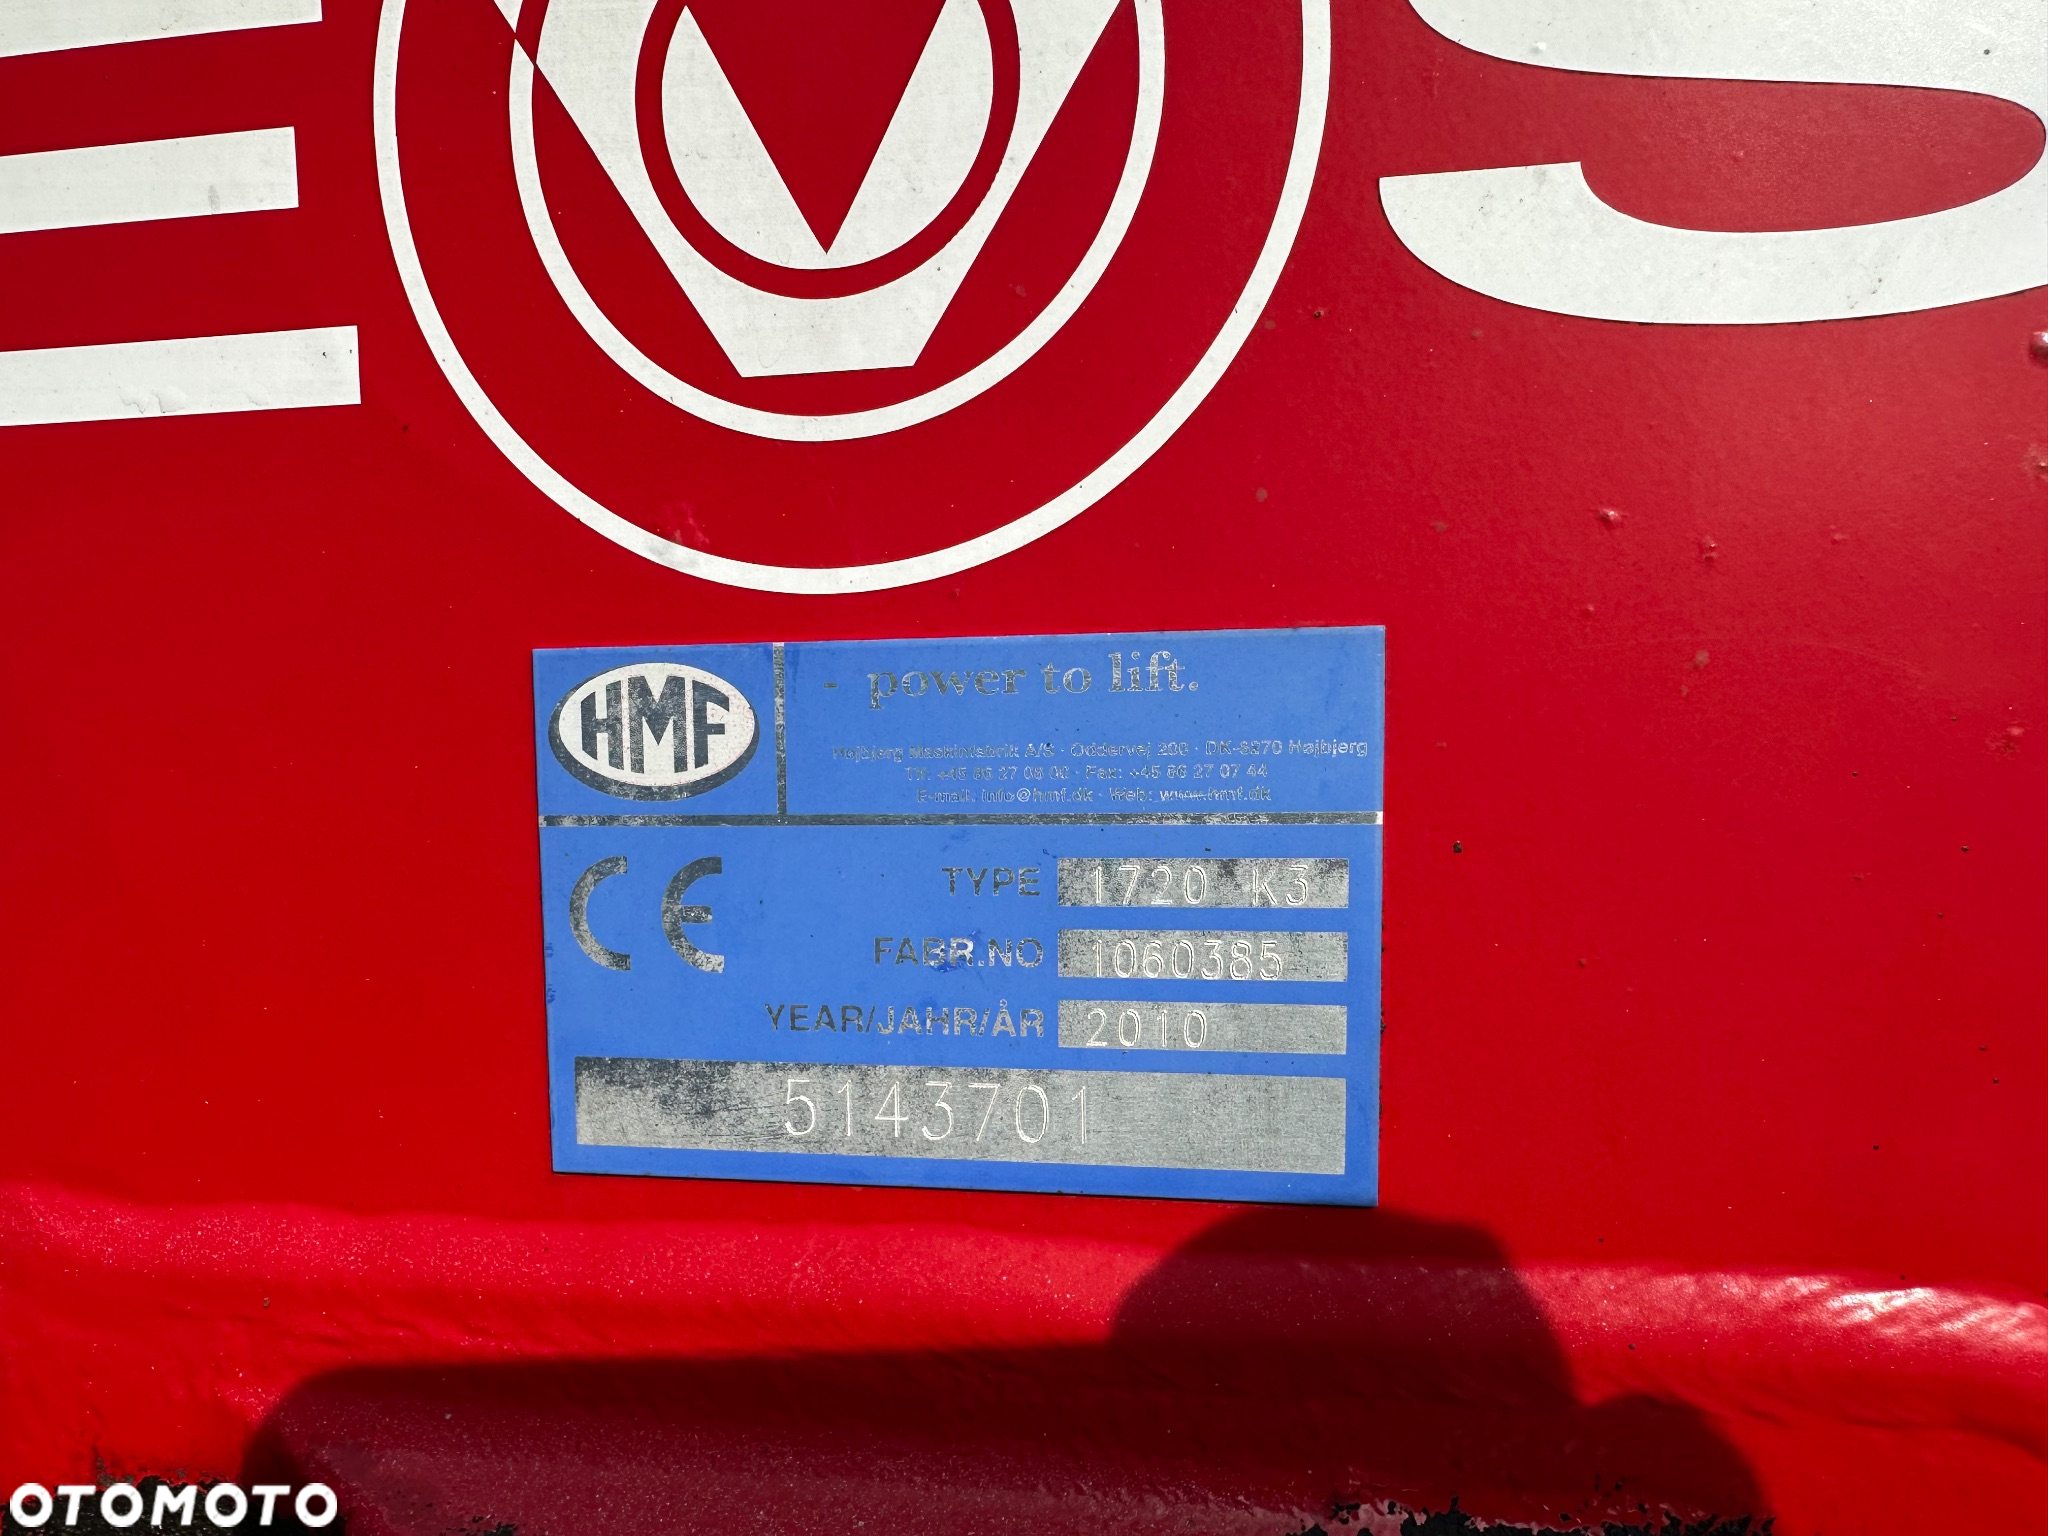 HMF
- power to lift.
Højbjerg Maskinfabrik A/S · Oddervej 200 · DK-8270 Højbjerg
Tlf. +45 86 27 08 00 · Fax: +45 86 27 07 44
E-mail: info@hmf.dk · Web: www.hmf.dk
CE
TYPE 1720 K3
FABR.NO 1060385
YEAR/JAHR/ÅR 2010
5143701
OTOMOTO